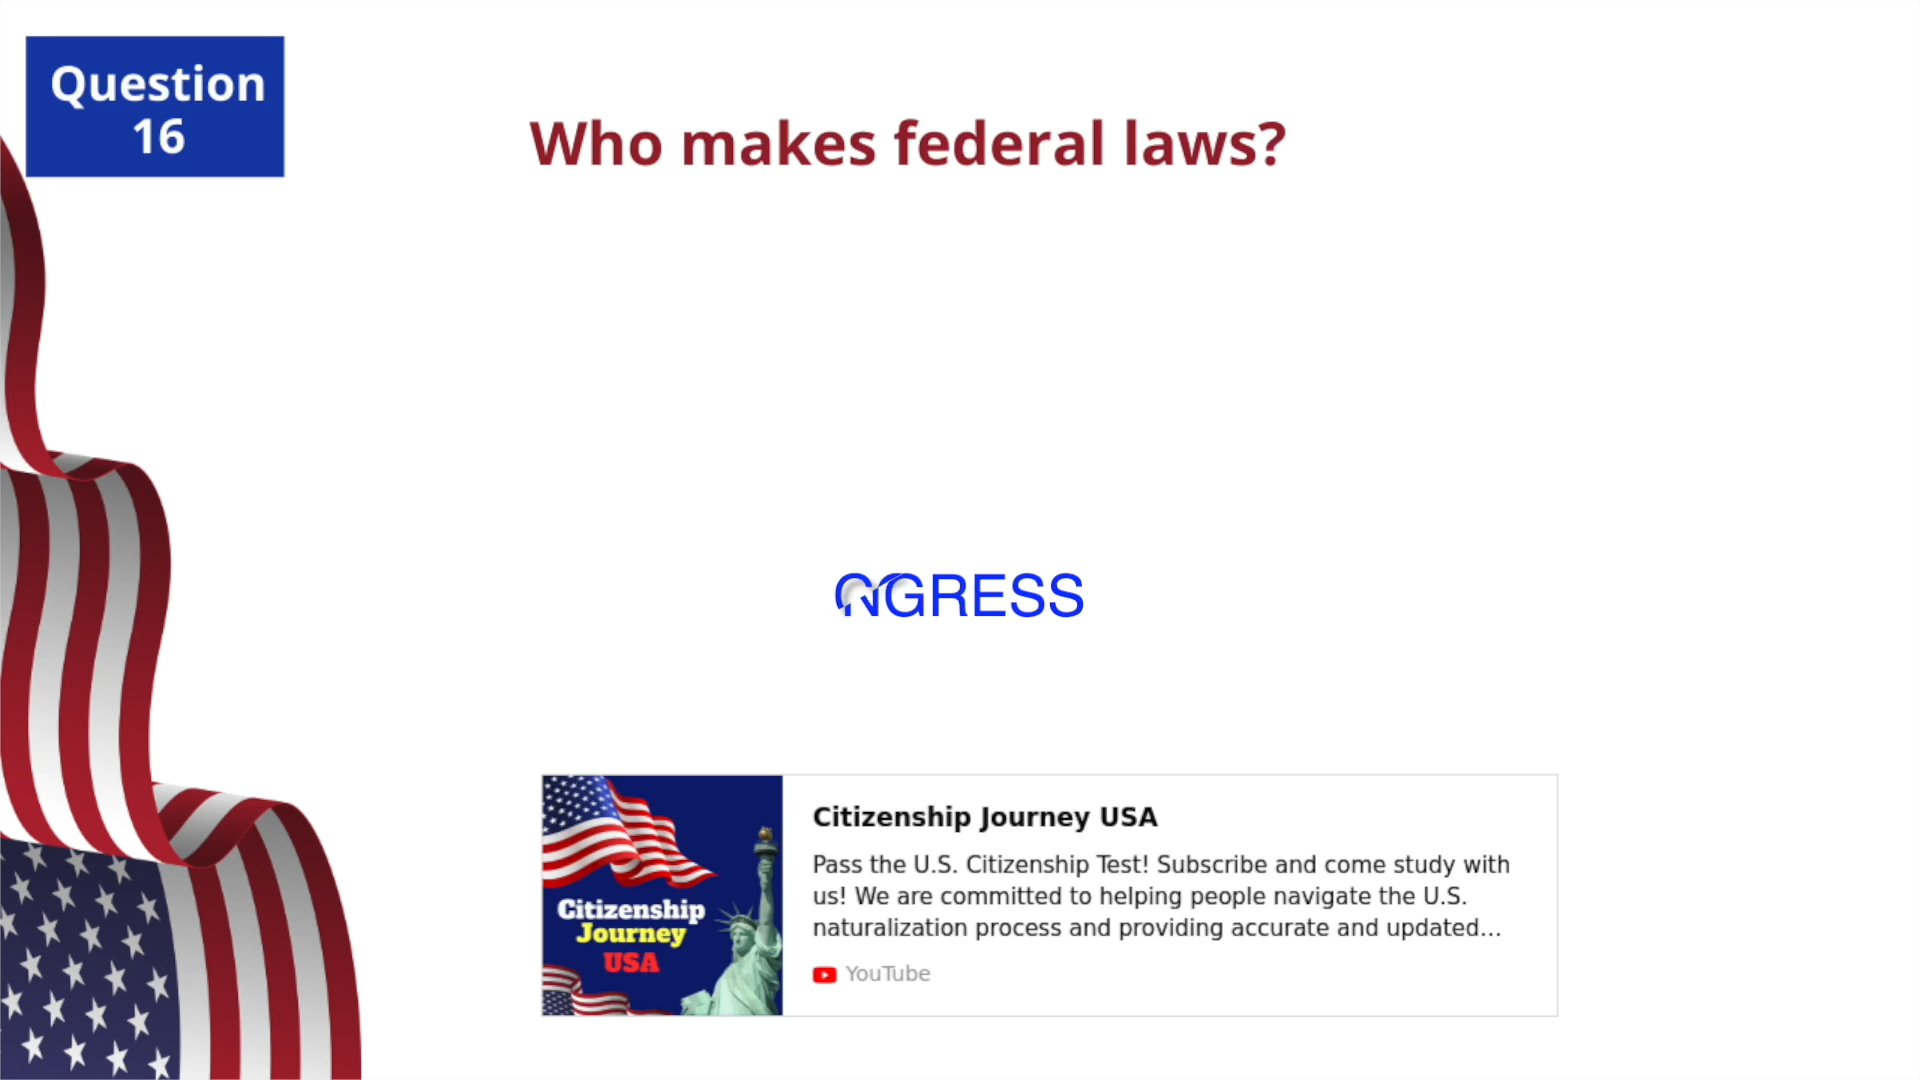 Question
16
Who makes federal laws?
NGRESS
Citizenship Journey USA
Pass the U.S. Citizenship Test! Subscribe and come study with
us! We are committed to helping people navigate the U.S.
naturalization process and providing accurate and updated...
YouTube
Citizenship
Journey
USA